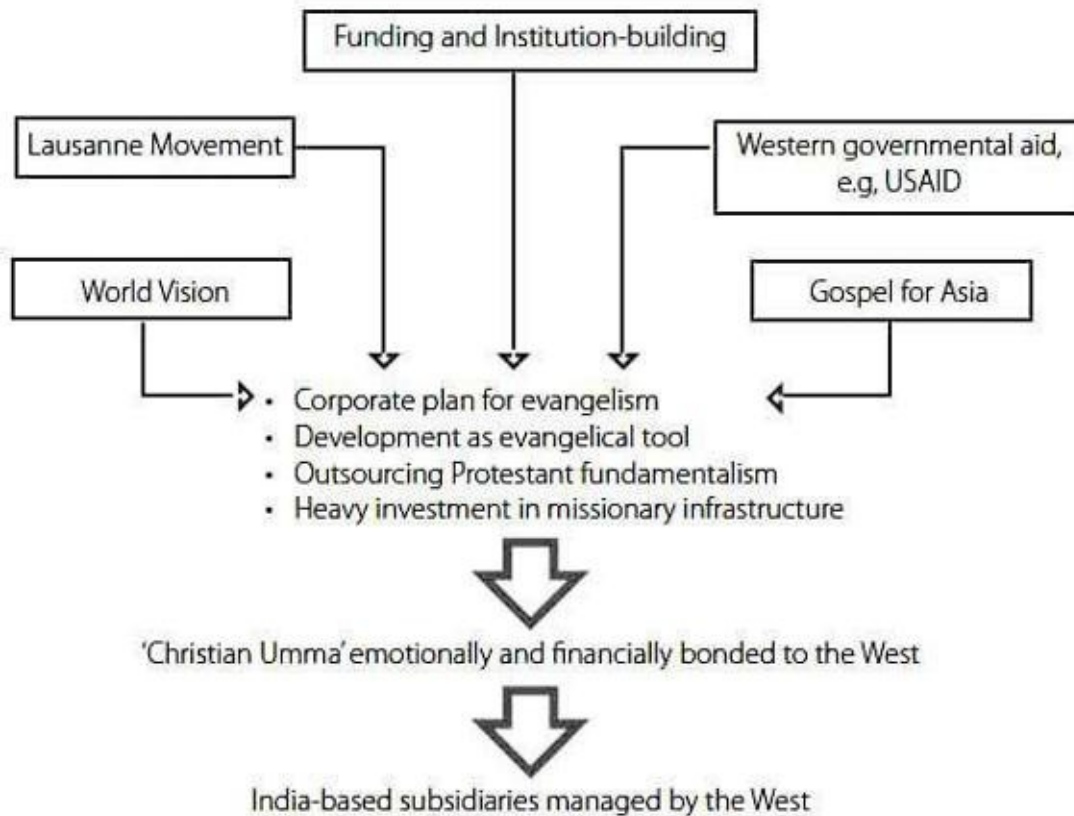 Funding and Institution-building
Lausanne Movement
Western governmental aid,
e.g, USAID
World Vision
Gospel for Asia
• Corporate plan for evangelism
• Development as evangelical tool
• Outsourcing Protestant fundamentalism
• Heavy investment in missionary infrastructure
‘Christian Umma’ emotionally and financially bonded to the West
India-based subsidiaries managed by the West